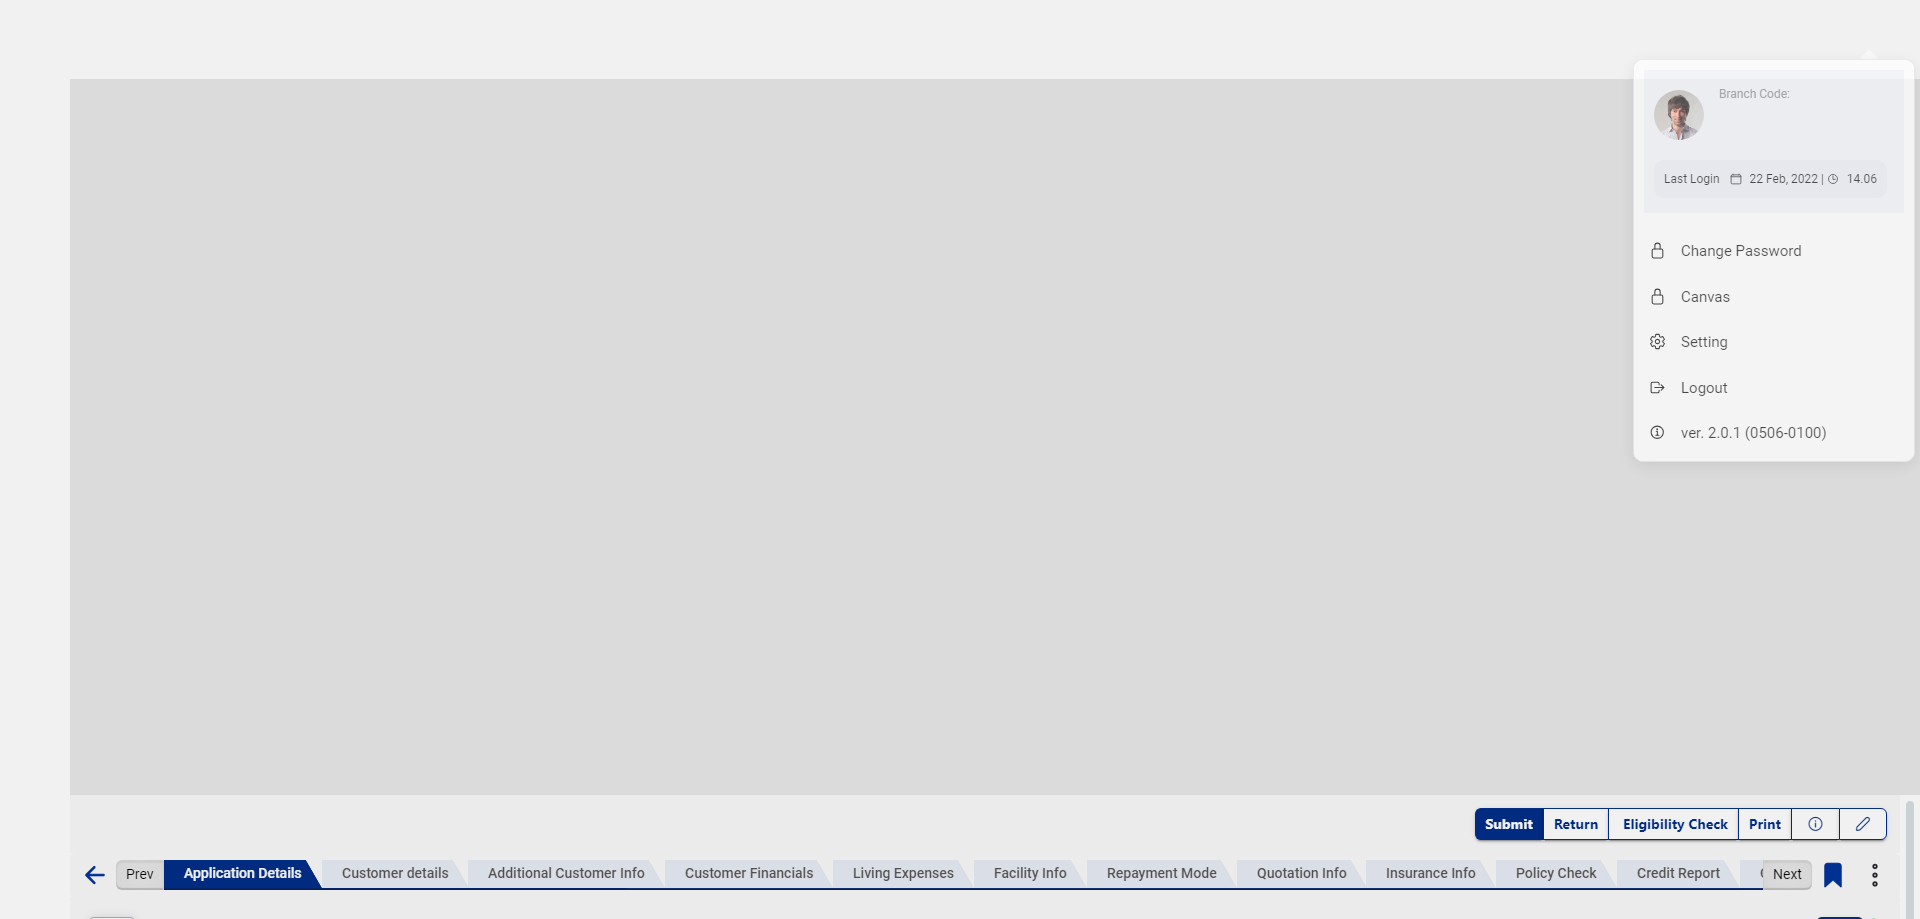 Branch Code:
Last Login 22 Feb, 2022 | 14.06
Change Password
Canvas
Setting
Logout
ver. 2.0.1 (0506-0100)
Submit Return Eligibility Check Print
Prev Application Details Customer details Additional Customer Info Customer Financials Living Expenses Facility Info Repayment Mode Quotation Info Insurance Info Policy Check Credit Report Next